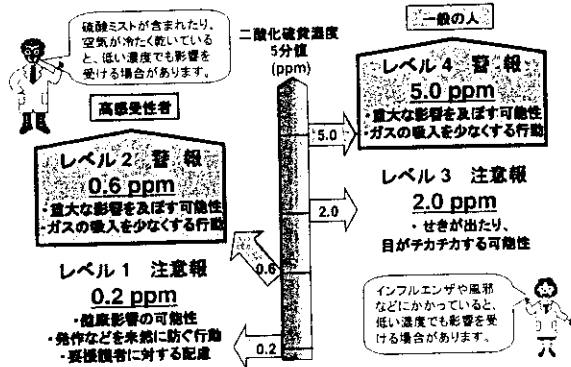 硫酸ミストが含まれたり、
空気が冷たく乾いている
と、低い濃度でも影響を
受ける場合があります。
高感受性者
レベル 2 警報
0.6 ppm
・重大な影響を及ぼす可能性
・ガスの吸入を少なくする行動
レベル 1 注意報
0.2 ppm
・健康影響の可能性
・発作などを未然に防ぐ行動
・要援護者に対する配慮
二酸化硫黄濃度
5分値
(ppm)
5.0
2.0
0.6
0.2
一般の人
レベル 4 警報
5.0 ppm
・重大な影響を及ぼす可能性
・ガスの吸入を少なくする行動
レベル 3 注意報
2.0 ppm
・せきが出たり、
目がチカチカする可能性
インフルエンザや風邪
などにかかっていると、
低い濃度でも影響を受
ける場合があります。